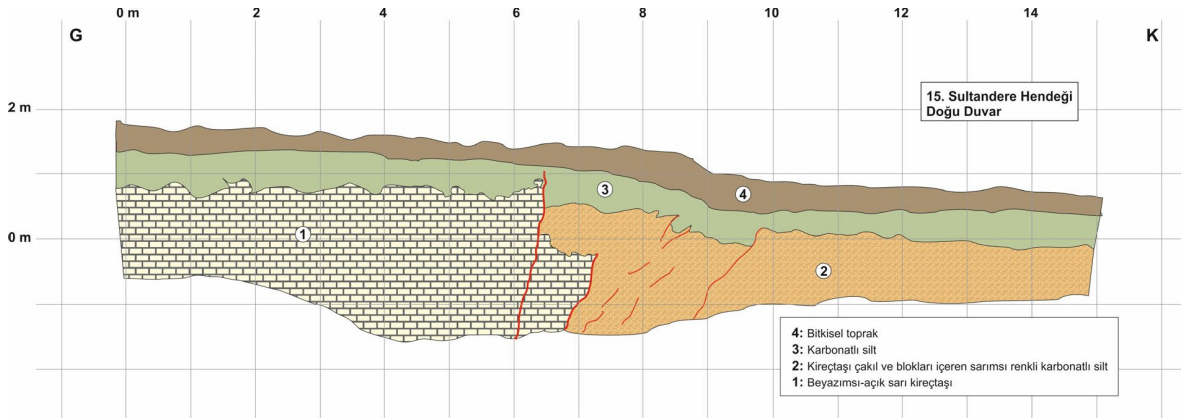 0 m 2 4 6 8 10 12 14
G K
2 m
15. Sultandere Hendeği
Doğu Duvar
3
4
0 m
1
2
4: Bitkisel toprak
3: Karbonatlı silt
2: Kireçtaşı çakıl ve blokları içeren sarımsı renkli karbonatlı silt
1: Beyazımsı-açık sarı kireçtaşı